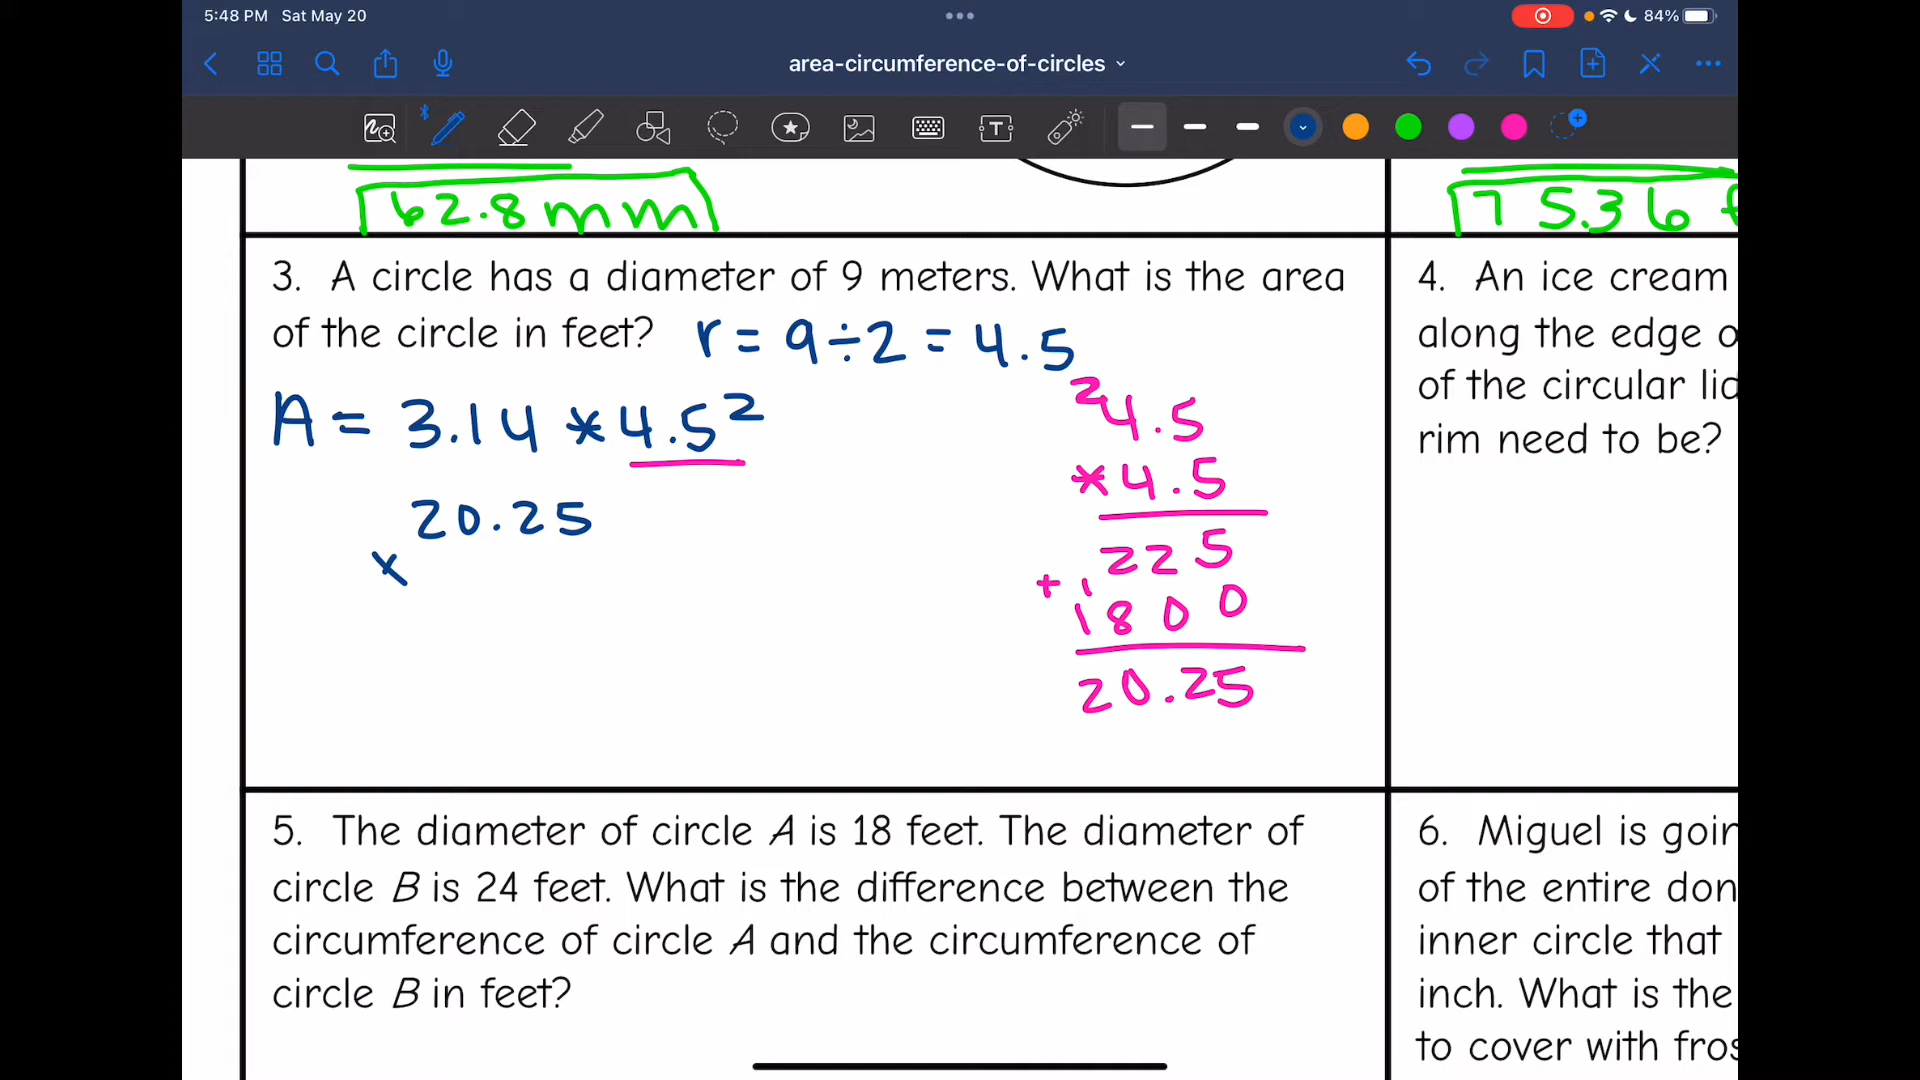 5:48 PM Sat May 20
84%
area-circumference-of-circles
62.8 mm
75.36
3. A circle has a diameter of 9 meters. What is the area
of the circle in feet?
r = 9 ÷ 2 = 4.5
A = 3.14 * 4.5²
20.25
x
2
4.5
* 4.5
225
+ 1
1800
20.25
4. An ice cream
along the edge o
of the circular lid
rim need to be?
5. The diameter of circle A is 18 feet. The diameter of
circle B is 24 feet. What is the difference between the
circumference of circle A and the circumference of
circle B in feet?
6. Miguel is goin
of the entire don
inner circle that
inch. What is the
to cover with fros